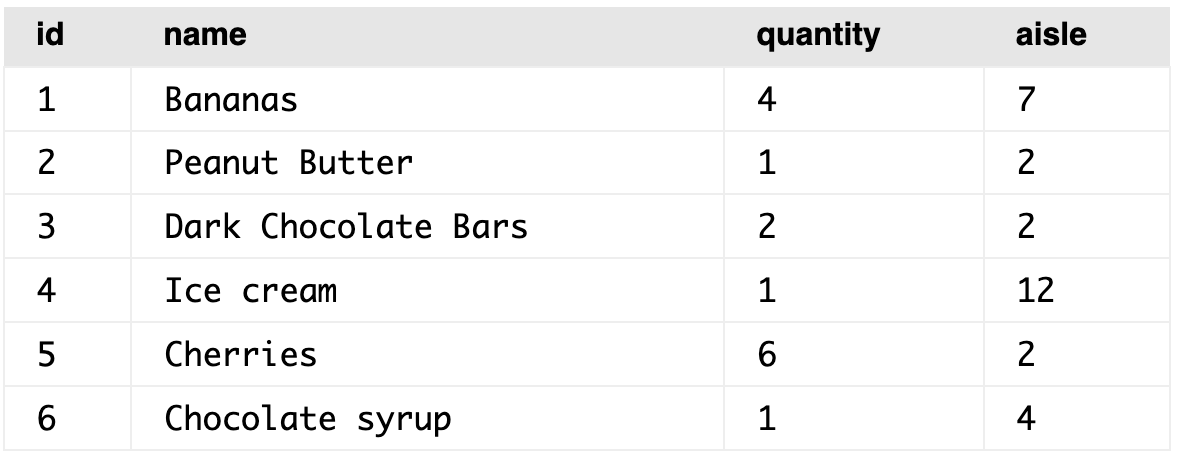 id name quantity aisle
1 Bananas 4 7
2 Peanut Butter 1 2
3 Dark Chocolate Bars 2 2
4 Ice cream 1 12
5 Cherries 6 2
6 Chocolate syrup 1 4